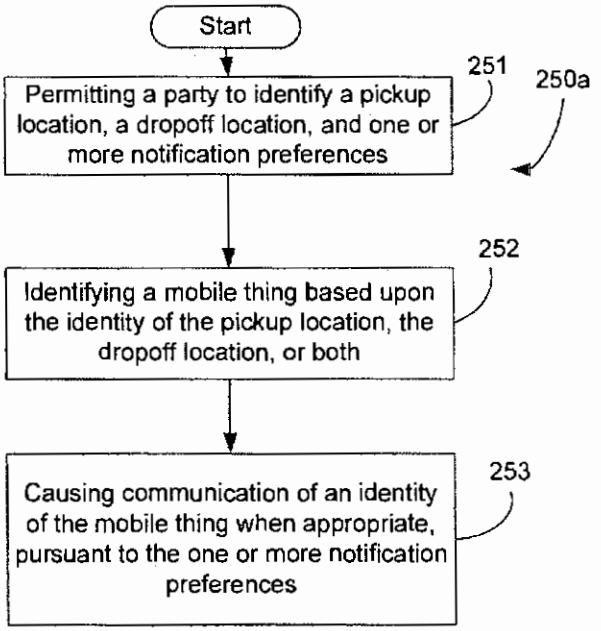 Start
251
250a
Permitting a party to identify a pickup
location, a dropoff location, and one or
more notification preferences
252
Identifying a mobile thing based upon
the identity of the pickup location, the
dropoff location, or both
253
Causing communication of an identity
of the mobile thing when appropriate,
pursuant to the one or more notification
preferences